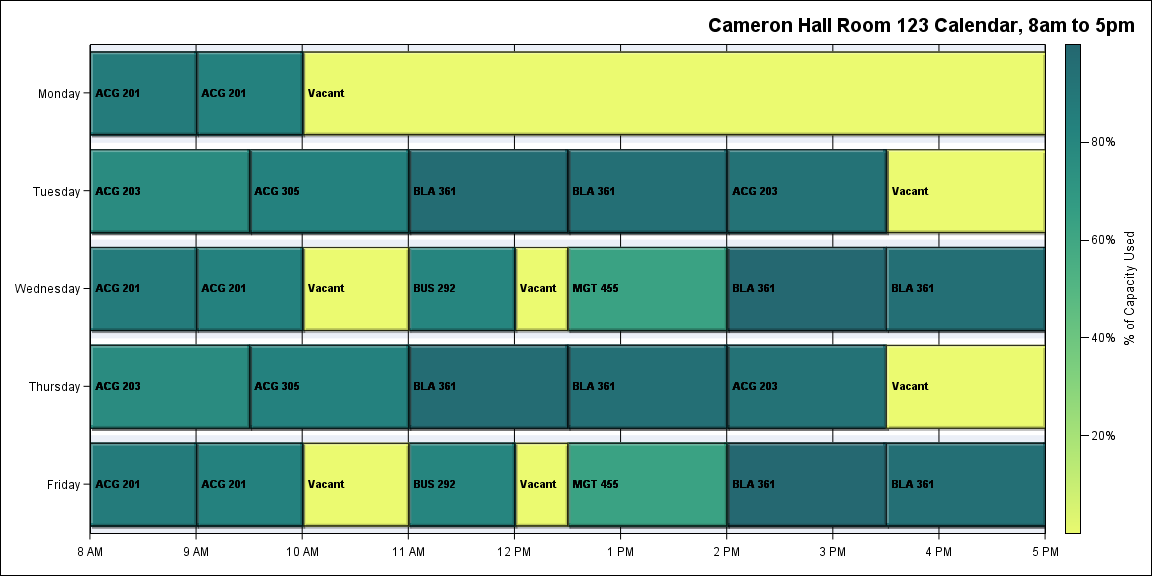 Cameron Hall Room 123 Calendar, 8am to 5pm
Monday
ACG 201
ACG 201
Vacant
Tuesday
ACG 203
ACG 305
BLA 361
BLA 361
ACG 203
Vacant
Wednesday
ACG 201
ACG 201
Vacant
BUS 292
Vacant
MGT 455
BLA 361
BLA 361
Thursday
ACG 203
ACG 305
BLA 361
BLA 361
ACG 203
Vacant
Friday
ACG 201
ACG 201
Vacant
BUS 292
Vacant
MGT 455
BLA 361
BLA 361
8 AM
9 AM
10 AM
11 AM
12 PM
1 PM
2 PM
3 PM
4 PM
5 PM
80%
60%
40%
20%
% of Capacity Used